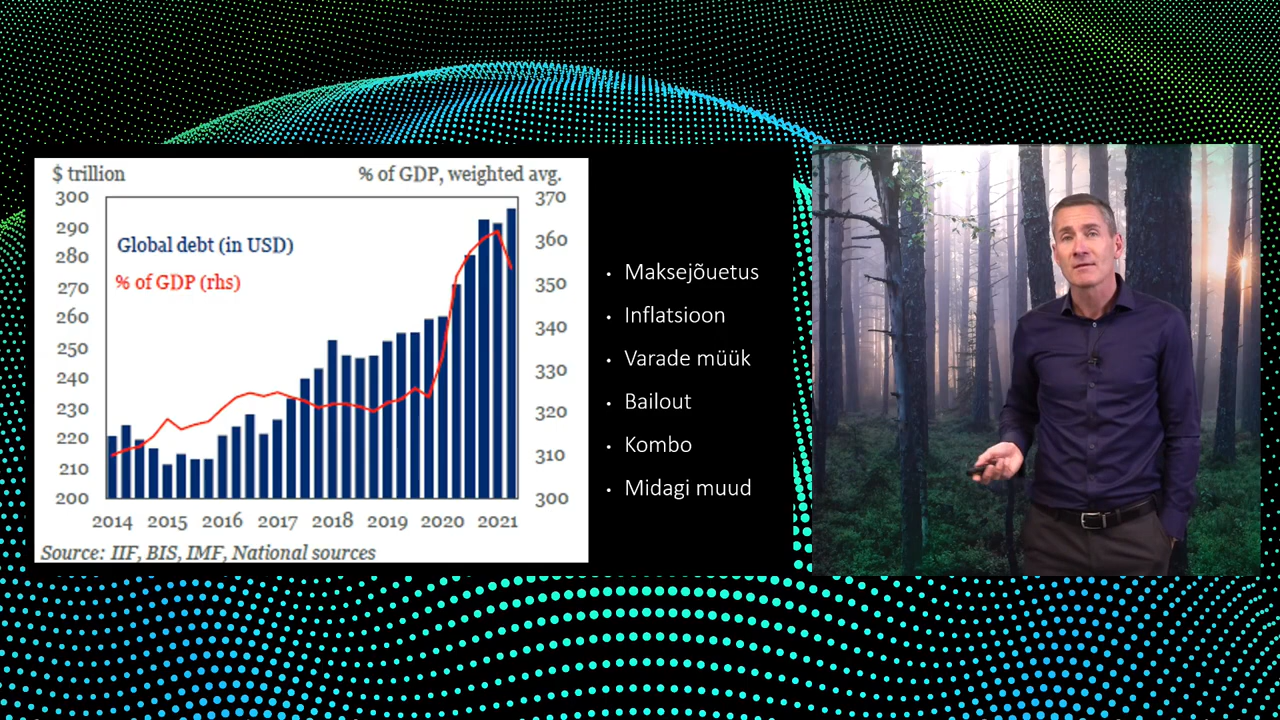 $ trillion % of GDP, weighted avg.
300 370
290
360
280
350
270
260 340
250
330
240
230 320
220
310
210
200 300
Global debt (in USD)
% of GDP (rhs)
2014 2015 2016 2017 2018 2019 2020 2021
Source: IIF, BIS, IMF, National sources
• Maksejõuetus
• Inflatsioon
• Varade müük
• Bailout
• Kombo
• Midagi muud